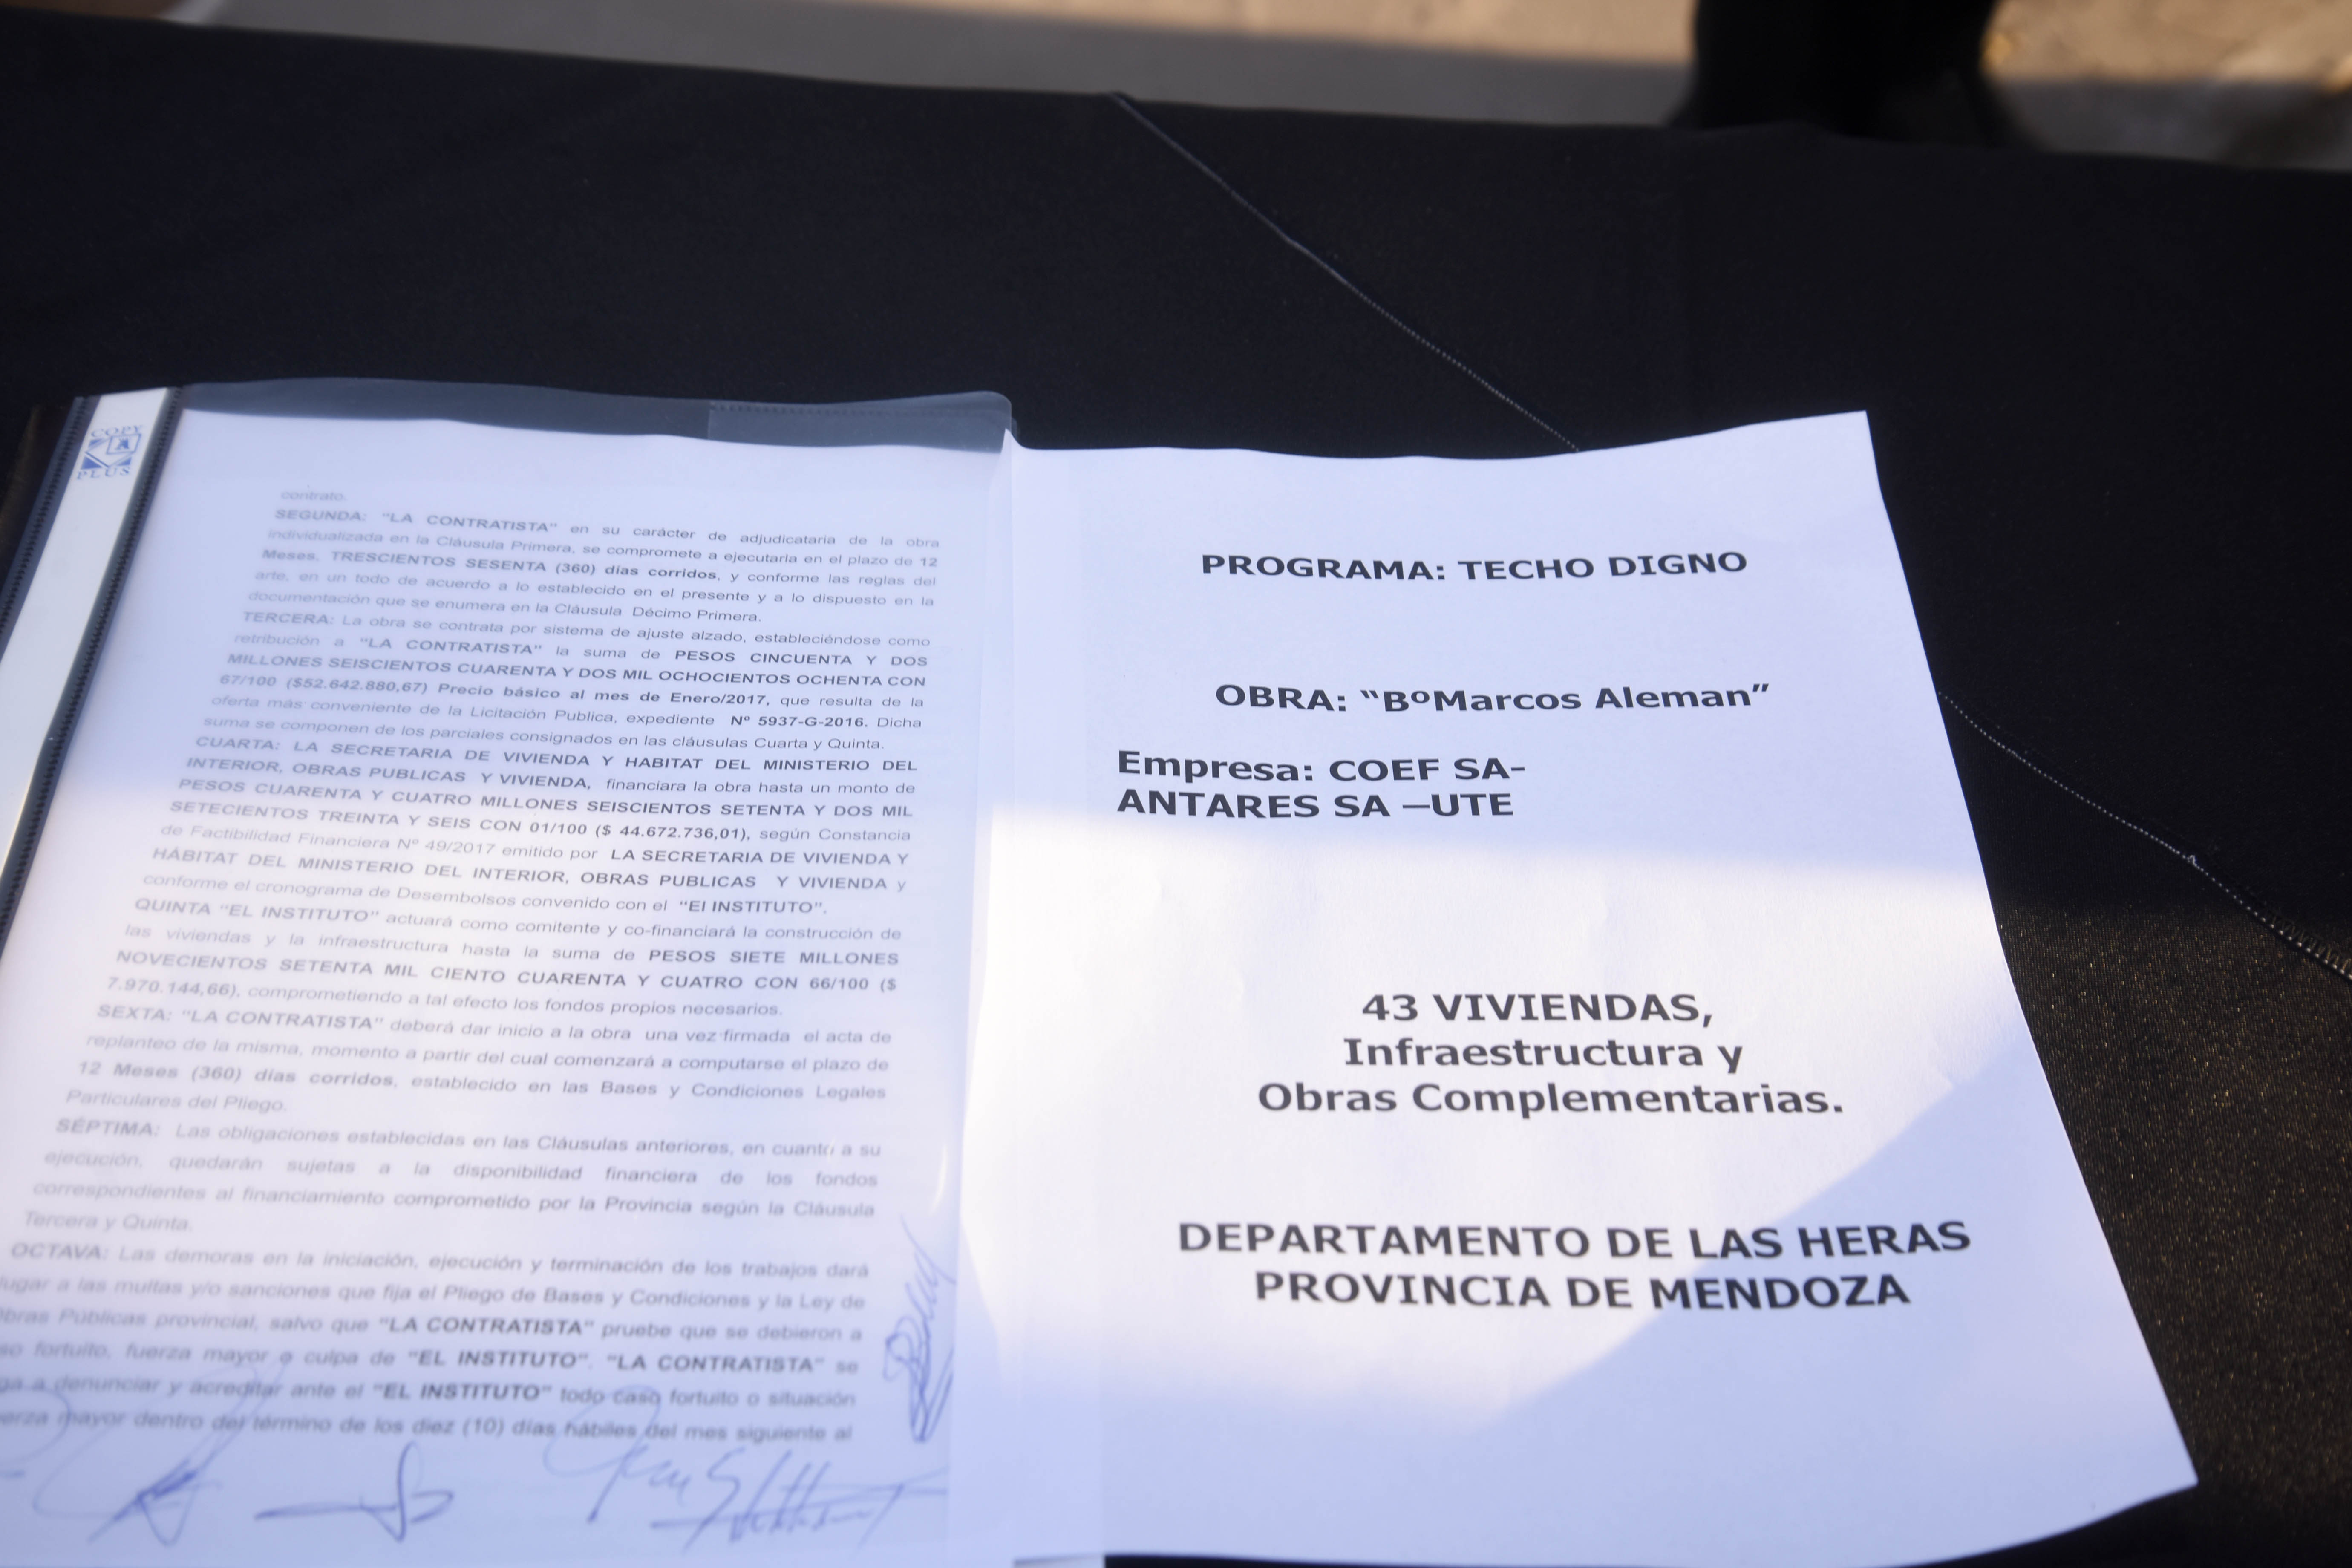 COPY
A
PLUS
contrato.
SEGUNDA: "LA CONTRATISTA" en su carácter de adjudicataria de la obra
individualizada en la Cláusula Primera, se compromete a ejecutarla en el plazo de 12
Meses. TRESCIENTOS SESENTA (360) días corridos, y conforme las reglas del
arte, en un todo de acuerdo a lo establecido en el presente y a lo dispuesto en la
documentación que se enumera en la Cláusula Décimo Primera.
TERCERA: La obra se contrata por sistema de ajuste alzado, estableciéndose como
retribución a "LA CONTRATISTA" la suma de PESOS CINCUENTA Y DOS
MILLONES SEISCIENTOS CUARENTA Y DOS MIL OCHOCIENTOS OCHENTA CON
67/100 ($52.642.880,67) Precio básico al mes de Enero/2017, que resulta de la
oferta más conveniente de la Licitación Publica, expediente Nº 5937-G-2016. Dicha
suma se componen de los parciales consignados en las cláusulas Cuarta y Quinta.
CUARTA: LA SECRETARIA DE VIVIENDA Y HABITAT DEL MINISTERIO DEL
INTERIOR, OBRAS PUBLICAS Y VIVIENDA, financiara la obra hasta un monto de
PESOS CUARENTA Y CUATRO MILLONES SEISCIENTOS SETENTA Y DOS MIL
SETECIENTOS TREINTA Y SEIS CON 01/100 ($ 44.672.736,01), según Constancia
de Factibilidad Financiera Nº 49/2017 emitido por LA SECRETARIA DE VIVIENDA Y
HÁBITAT DEL MINISTERIO DEL INTERIOR, OBRAS PUBLICAS Y VIVIENDA y
conforme el cronograma de Desembolsos convenido con el "El INSTITUTO".
QUINTA "EL INSTITUTO" actuará como comitente y co-financiará la construcción de
las viviendas y la infraestructura hasta la suma de PESOS SIETE MILLONES
NOVECIENTOS SETENTA MIL CIENTO CUARENTA Y CUATRO CON 66/100 ($
7.970.144,66), comprometiendo a tal efecto los fondos propios necesarios.
SEXTA: "LA CONTRATISTA" deberá dar inicio a la obra una vez firmada el acta de
replanteo de la misma, momento a partir del cual comenzará a computarse el plazo de
12 Meses (360) días corridos, establecido en las Bases y Condiciones Legales
Particulares del Pliego.
SÉPTIMA: Las obligaciones establecidas en las Cláusulas anteriores, en cuanto a su
ejecución, quedarán sujetas a la disponibilidad financiera de los fondos
correspondientes al financiamiento comprometido por la Provincia según la Cláusula
Tercera y Quinta.
OCTAVA: Las demoras en la iniciación, ejecución y terminación de los trabajos dará
lugar a las multas y/o sanciones que fija el Pliego de Bases y Condiciones y la Ley de
Obras Públicas provincial, salvo que "LA CONTRATISTA" pruebe que se debieron a
so fortuito, fuerza mayor o culpa de "EL INSTITUTO". "LA CONTRATISTA" se
ga a denunciar y acreditar ante el "EL INSTITUTO" todo caso fortuito o situación
erza mayor dentro del término de los diez (10) días hábiles del mes siguiente al
PROGRAMA: TECHO DIGNO
OBRA: "BºMarcos Aleman"
Empresa: COEF SA-
ANTARES SA –UTE
43 VIVIENDAS,
Infraestructura y
Obras Complementarias.
DEPARTAMENTO DE LAS HERAS
PROVINCIA DE MENDOZA